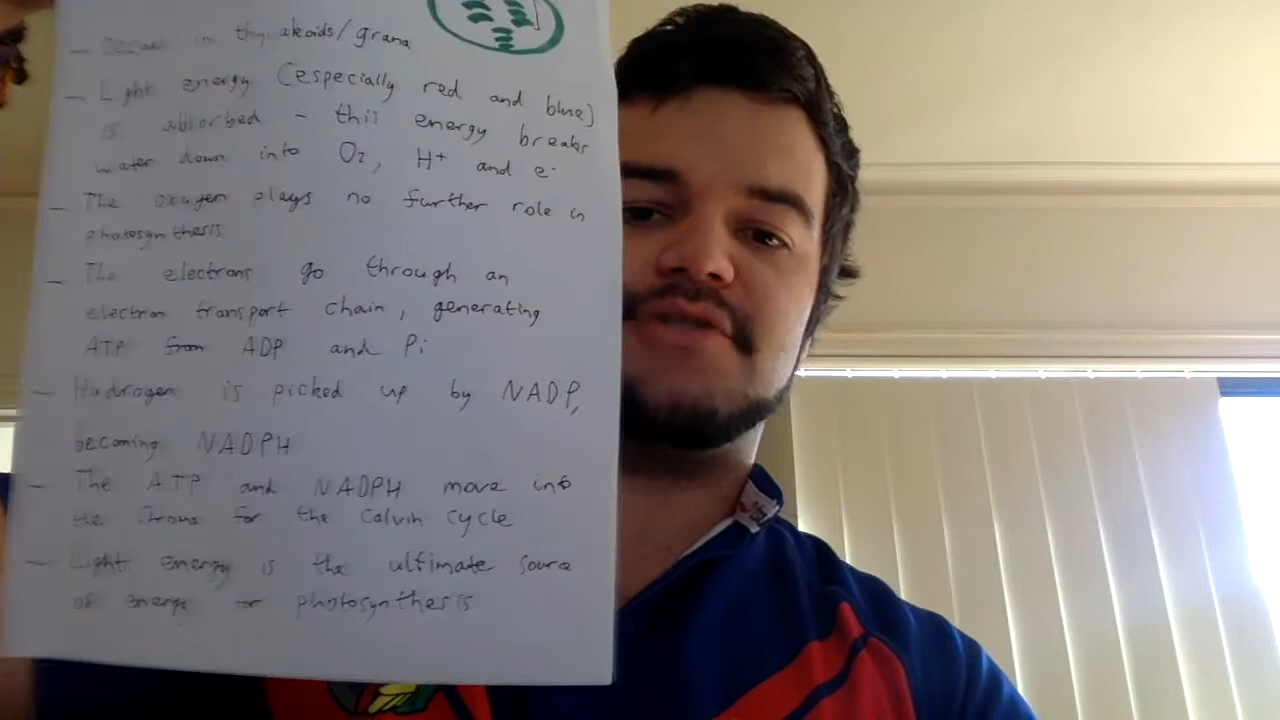 - Occurs in thylakoids/grana
- Light energy (especially red and blue)
is absorbed - this energy breaks
water down into O2, H+ and e-
- The oxygen plays no further role in
photosynthesis
- The electrons go through an
electron transport chain, generating
ATP from ADP and Pi
- Hydrogen is picked up by NADP,
becoming NADPH
- The ATP and NADPH move into
the stroma for the Calvin cycle
- Light energy is the ultimate source
of energy for photosynthesis